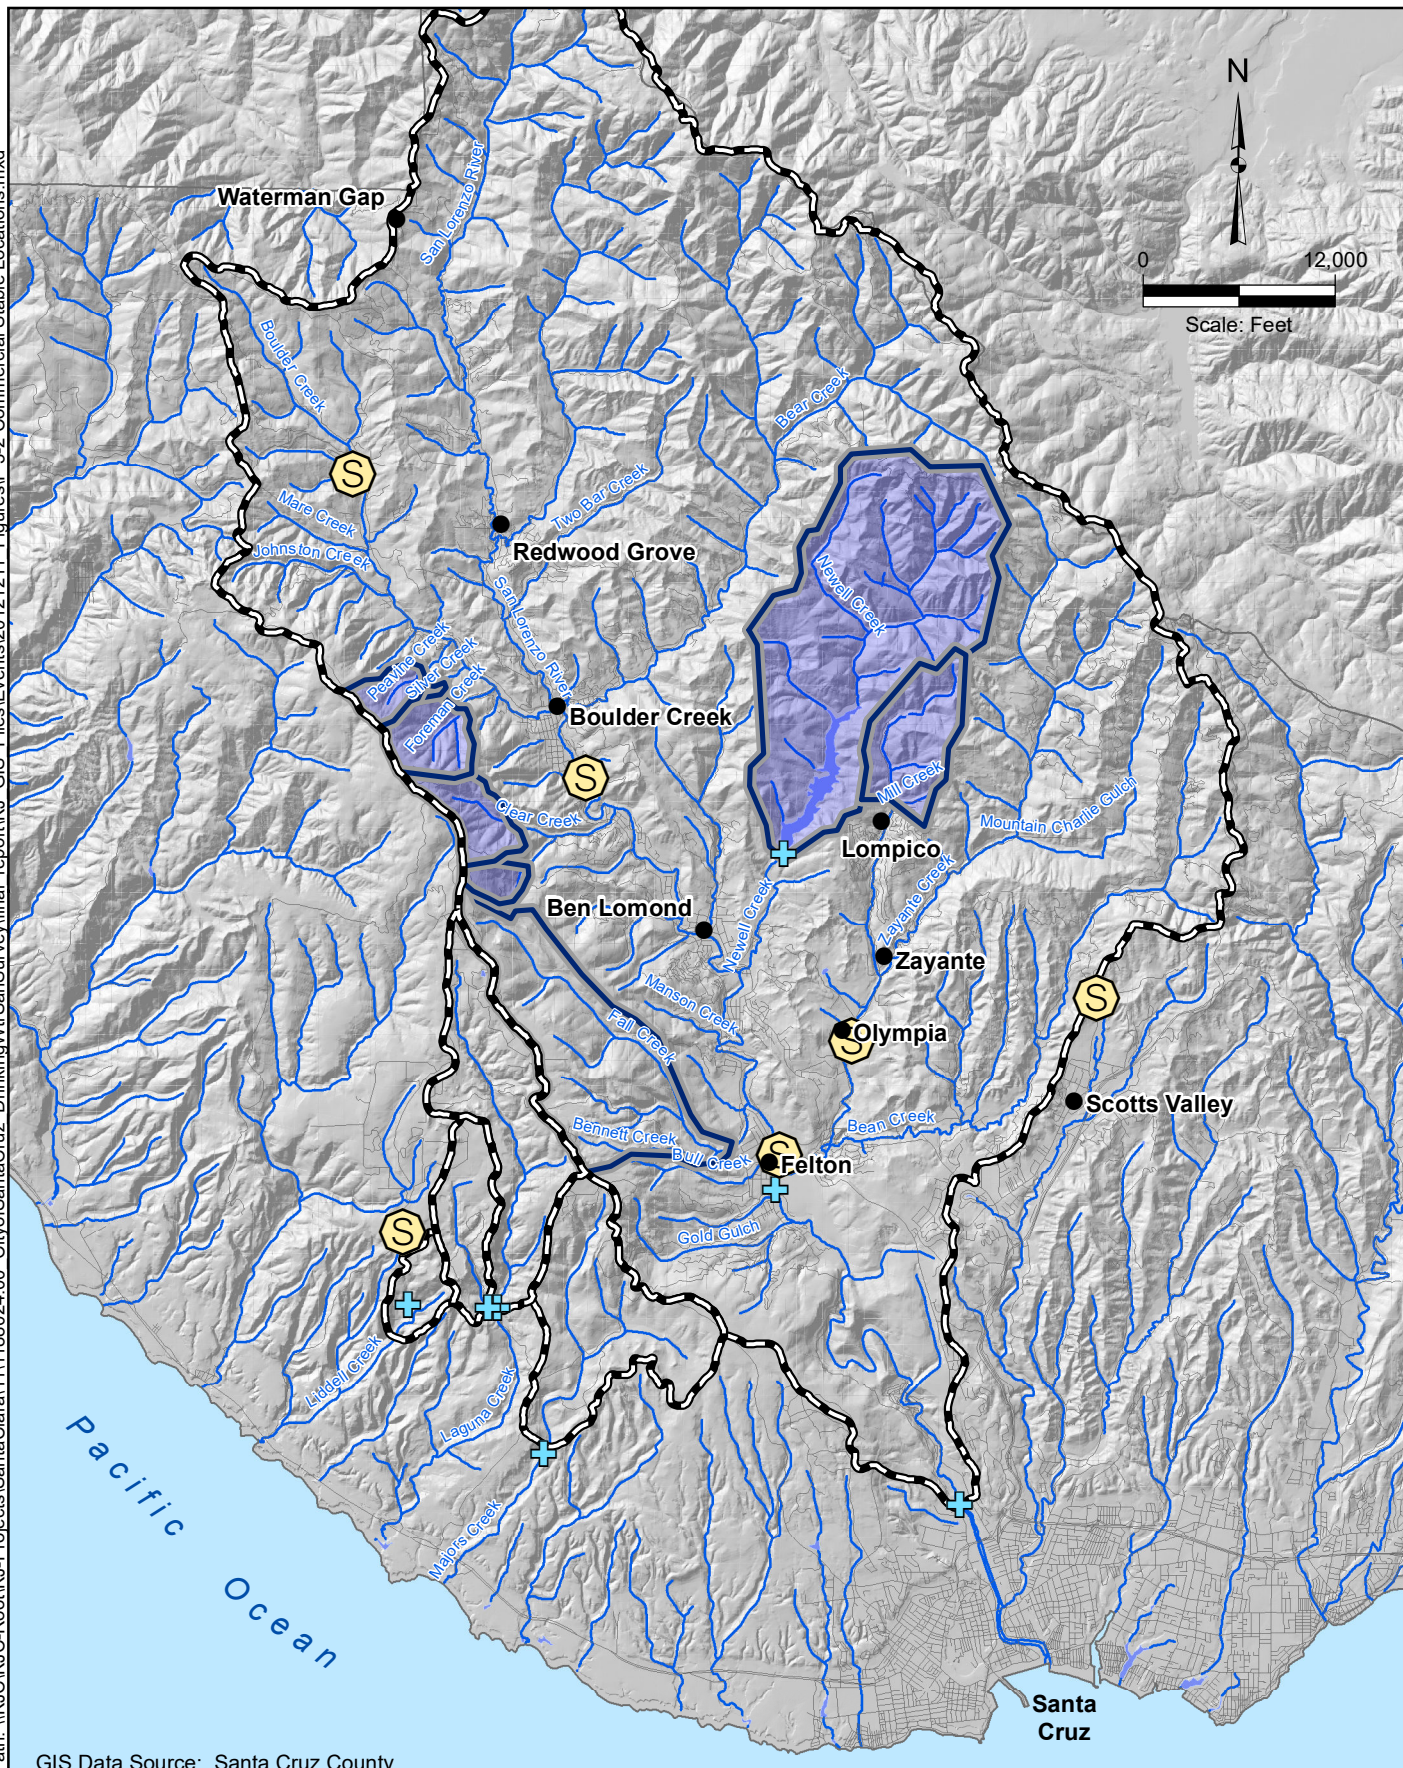 N
0 12,000
Scale: Feet
Waterman Gap
San Lorenzo River
Boulder Creek
Bear Creek
S
Mare Creek
Two Bar Creek
Redwood Grove
Johnston Creek
Newell Creek
San Lorenzo River
Peavine Creek
Silver Creek
Foreman Creek
Boulder Creek
S
Mill Creek
Clear Creek
Mountain Charlie Gulch
Lompico
Ben Lomond
Newell Creek
Zayante Creek
Zayante
Manson Creek
S
Fall Creek
S
Olympia
Scotts Valley
Bean Creek
Bennett Creek
Bull Creek
S
Felton
S
Gold Gulch
Liddell Creek
Laguna Creek
Majors Creek
Pacific
Ocean
Santa
Cruz
GIS Data Source: Santa Cruz County